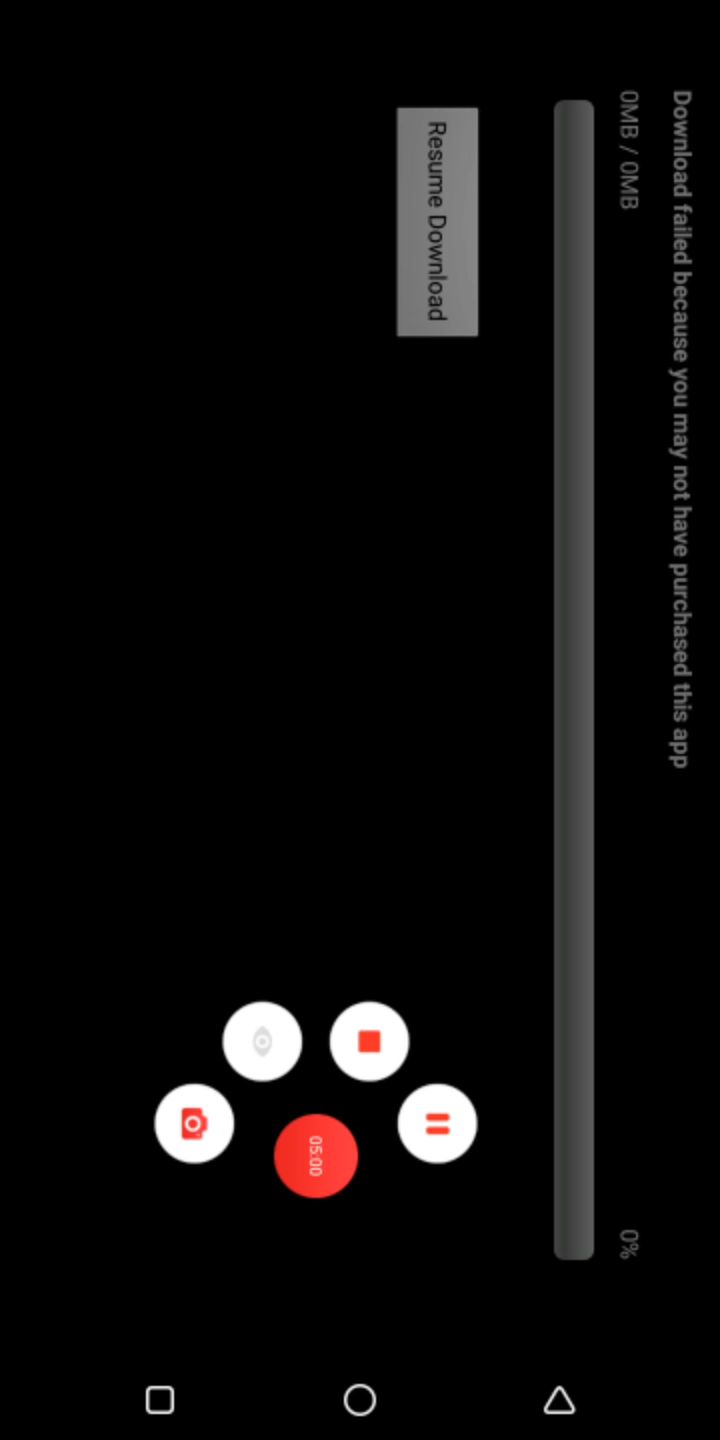 Download failed because you may not have purchased this app
0MB / 0MB
0%
Resume Download
05:00